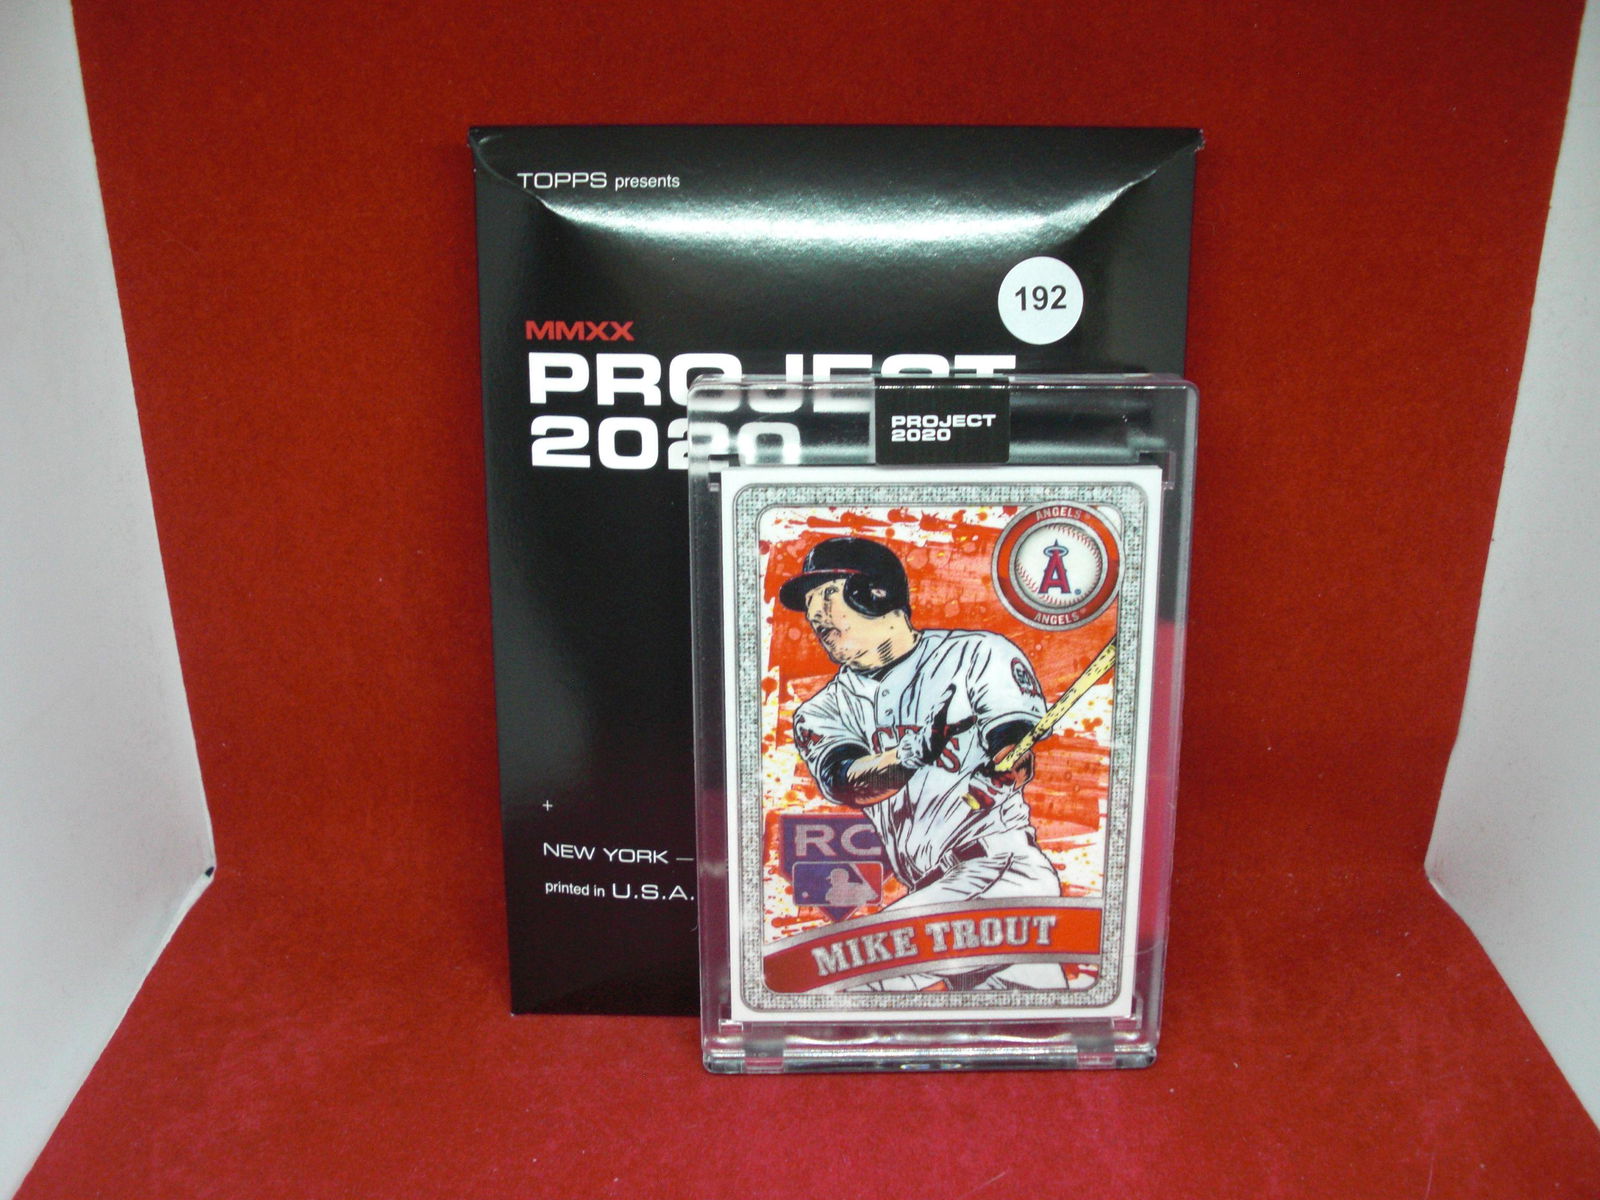 TOPPS presents
192
MMXX
PROJECT
2020
PROJECT
2020
ANGELS
A
ANGELS
RC
MIKE TROUT
+
NEW YORK —
printed in U.S.A.